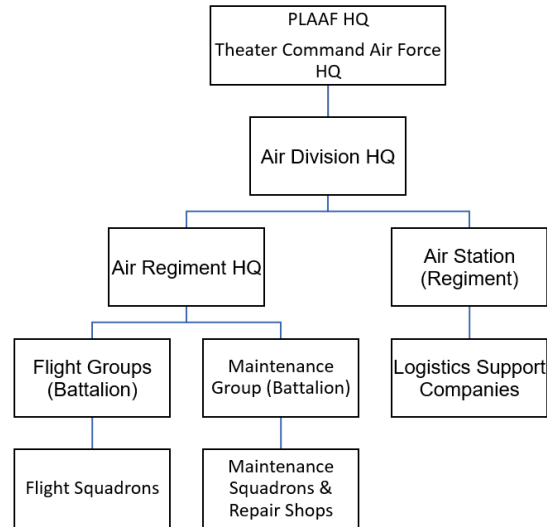 PLAAF HQ
Theater Command Air Force
HQ
Air Division HQ
Air Regiment HQ
Air Station
(Regiment)
Flight Groups
(Battalion)
Maintenance
Group (Battalion)
Logistics Support
Companies
Flight Squadrons
Maintenance
Squadrons &
Repair Shops